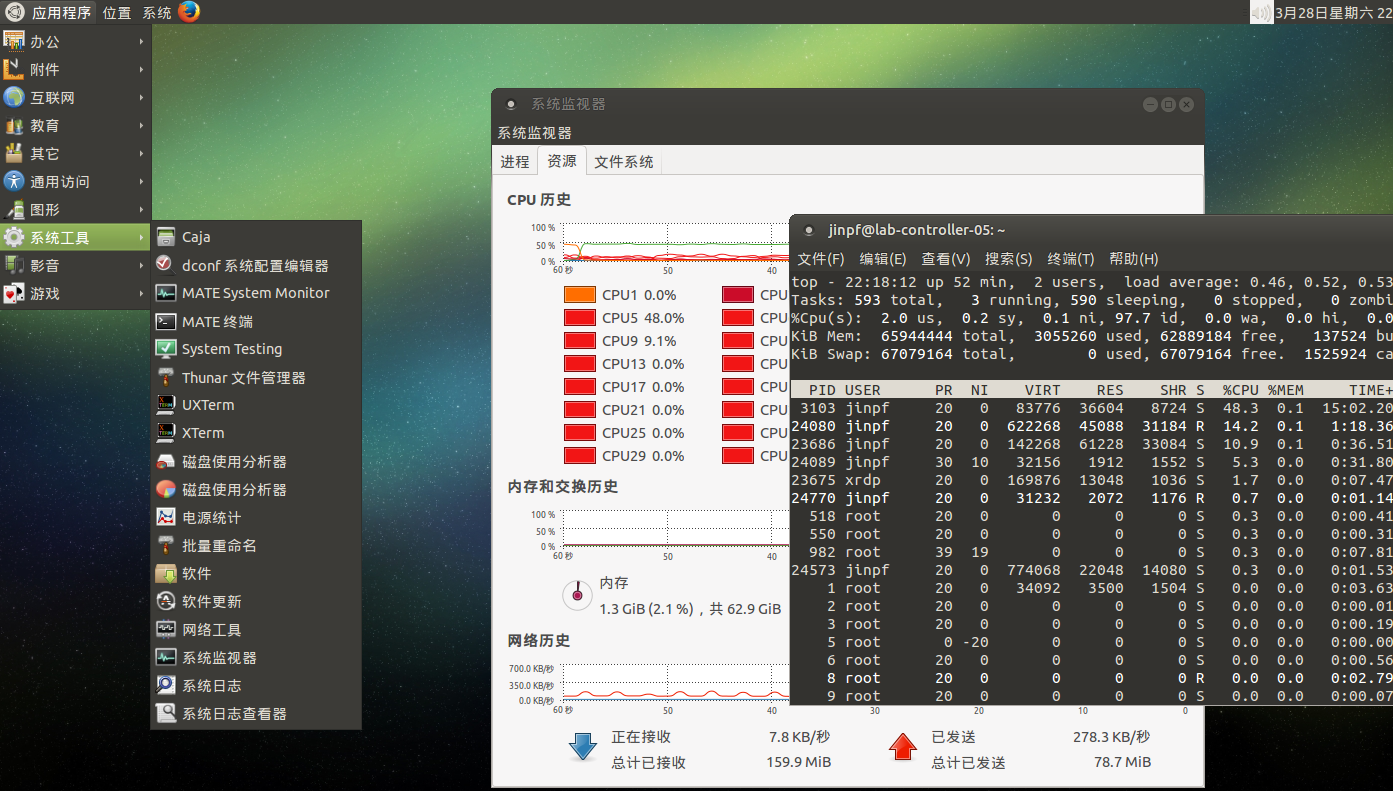 应用程序 位置 系统
3月28日星期六 22
办公
附件
互联网
教育
其它
通用访问
图形
系统工具
影音
游戏
Caja
dconf 系统配置编辑器
MATE System Monitor
MATE 终端
System Testing
Thunar 文件管理器
UXTerm
XTerm
磁盘使用分析器
磁盘使用分析器
电源统计
批量重命名
软件
软件更新
网络工具
系统监视器
系统日志
系统日志查看器
系统监视器
系统监视器
进程 资源 文件系统
CPU 历史
100 %
50 %
0 %
60 秒 50 40
CPU1 0.0% CPU
CPU5 48.0% CPU
CPU9 9.1% CPU
CPU13 0.0% CPU
CPU17 0.0% CPU
CPU21 0.0% CPU
CPU25 0.0% CPU
CPU29 0.0% CPU
内存和交换历史
100 %
50 %
0 %
60 秒 50 40
内存
1.3 GiB (2.1 %) ，共 62.9 GiB
网络历史
700.0 KB/秒
350.0 KB/秒
0.0 KB/秒
60 秒 50 40 30 20 10 0
正在接收 7.8 KB/秒 已发送 278.3 KB/秒
总计已接收 159.9 MiB 总计已发送 78.7 MiB
jinpf@lab-controller-05: ~
文件(F) 编辑(E) 查看(V) 搜索(S) 终端(T) 帮助(H)
top - 22:18:12 up 52 min, 2 users, load average: 0.46, 0.52, 0.53
Tasks: 593 total, 3 running, 590 sleeping, 0 stopped, 0 zombi
%Cpu(s): 2.0 us, 0.2 sy, 0.1 ni, 97.7 id, 0.0 wa, 0.0 hi, 0.0
KiB Mem: 65944444 total, 3055260 used, 62889184 free, 137524 bu
KiB Swap: 67079164 total, 0 used, 67079164 free. 1525924 ca
PID USER PR NI VIRT RES SHR S %CPU %MEM TIME+
3103 jinpf 20 0 83776 36604 8724 S 48.3 0.1 15:02.20
24080 jinpf 20 0 622268 45088 31184 R 14.2 0.1 1:18.36
23686 jinpf 20 0 142268 61228 33084 S 10.9 0.1 0:36.51
24089 jinpf 30 10 32156 1912 1552 S 5.3 0.0 0:31.80
23675 xrdp 20 0 169876 13048 1036 S 1.7 0.0 0:07.47
24770 jinpf 20 0 31232 2072 1176 R 0.7 0.0 0:01.14
518 root 20 0 0 0 0 S 0.3 0.0 0:00.41
550 root 20 0 0 0 0 S 0.3 0.0 0:00.31
982 root 39 19 0 0 0 S 0.3 0.0 0:07.81
24573 jinpf 20 0 774068 22048 14080 S 0.3 0.0 0:01.53
1 root 20 0 34092 3500 1504 S 0.0 0.0 0:03.63
2 root 20 0 0 0 0 S 0.0 0.0 0:00.01
3 root 20 0 0 0 0 S 0.0 0.0 0:00.19
5 root 0 -20 0 0 0 S 0.0 0.0 0:00.00
6 root 20 0 0 0 0 S 0.0 0.0 0:00.56
8 root 20 0 0 0 0 R 0.0 0.0 0:02.79
9 root 20 0 0 0 0 S 0.0 0.0 0:00.07